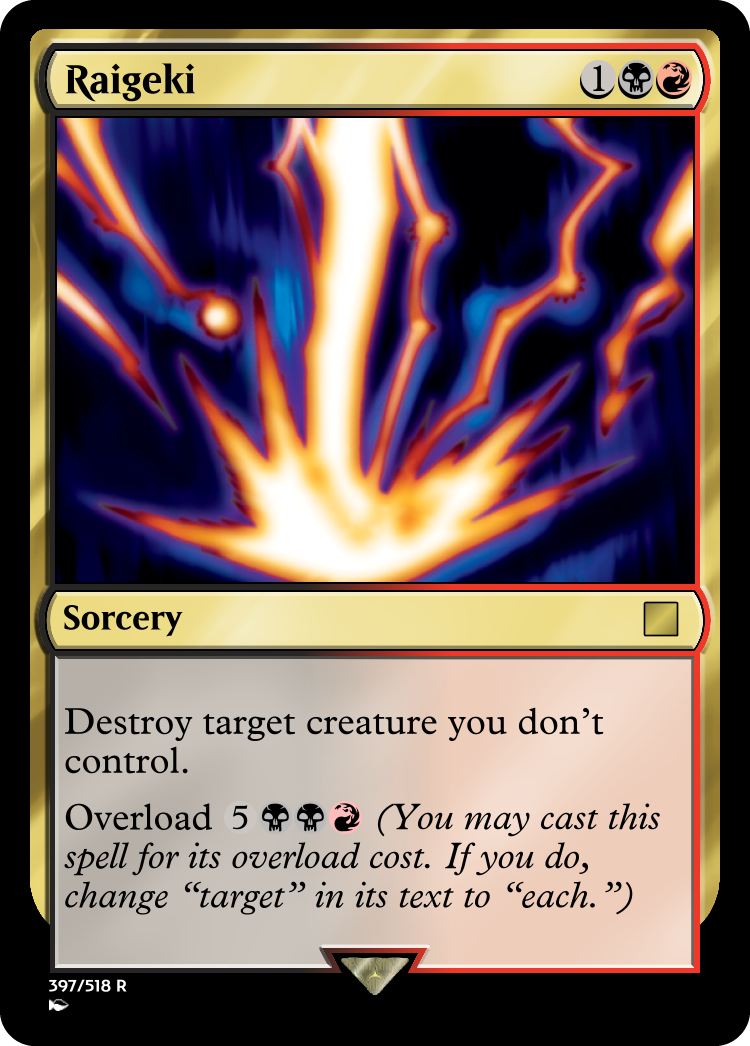 Raigeki 1
Sorcery
Destroy target creature you don’t
control.
Overload 5 (You may cast this
spell for its overload cost. If you do,
change “target” in its text to “each.”)
397/518 R